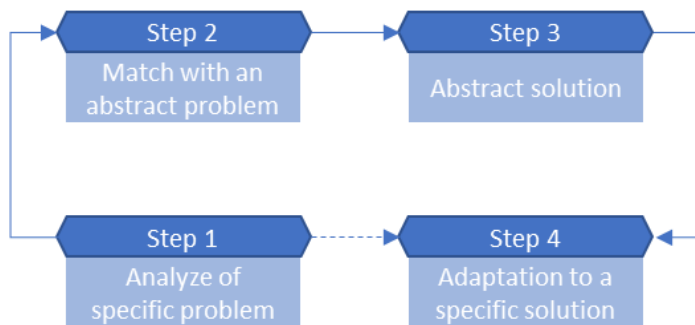 Step 2
Match with an
abstract problem
Step 3
Abstract solution
Step 1
Analyze of
specific problem
Step 4
Adaptation to a
specific solution